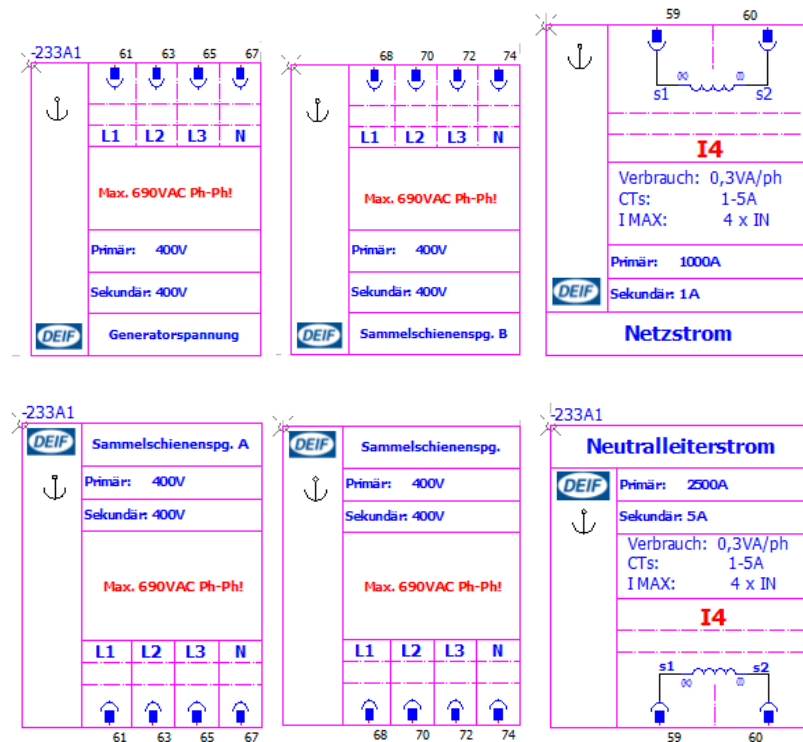 -233A1
61 63 65 67
L1 L2 L3 N
Max. 690VAC Ph-Ph!
Primär: 400V
Sekundär: 400V
DEIF
Generatorspannung
68 70 72 74
L1 L2 L3 N
Max. 690VAC Ph-Ph!
Primär: 400V
Sekundär: 400V
DEIF
Sammelschienenspg. B
59 60
(k) (l)
s1 s2
I4
Verbrauch: 0,3VA/ph
CTs: 1-5A
I MAX: 4 x IN
Primär: 1000A
DEIF
Sekundär: 1A
Netzstrom
-233A1
DEIF
Sammelschienenspg. A
Primär: 400V
Sekundär: 400V
Max. 690VAC Ph-Ph!
L1 L2 L3 N
61 63 65 67
DEIF
Sammelschienenspg.
Primär: 400V
Sekundär: 400V
Max. 690VAC Ph-Ph!
L1 L2 L3 N
68 70 72 74
-233A1
Neutralleiterstrom
DEIF
Primär: 2500A
Sekundär: 5A
Verbrauch: 0,3VA/ph
CTs: 1-5A
I MAX: 4 x IN
I4
s1 s2
(k) (l)
59 60